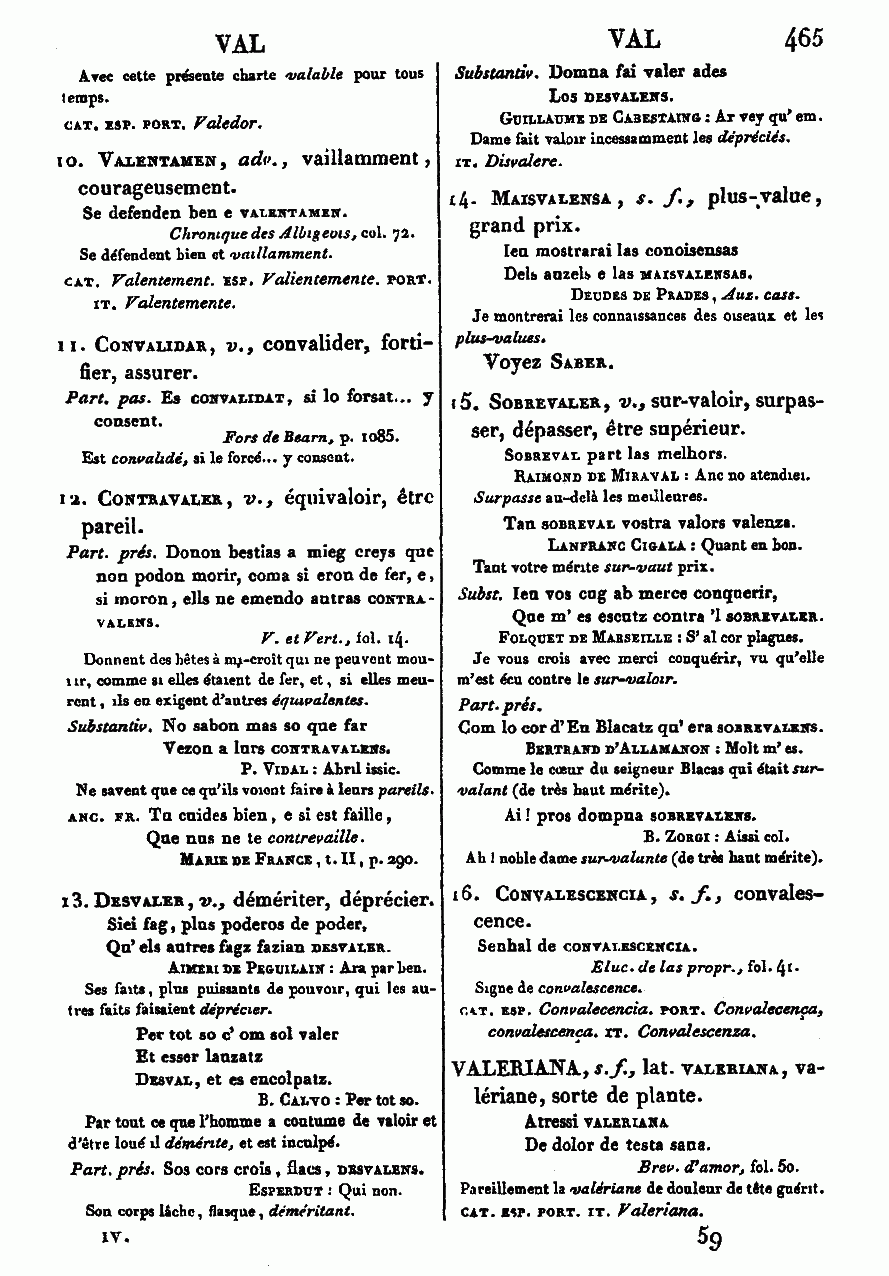 VAL
Avec cette présente charte valable pour tous
temps.
CAT. ESP. PORT. Valedor.
10. VALENTAMEN, adv., vaillamment,
courageusement.
Se defenden ben e VALENTAMEN.
Chronique des Albigeois, col. 72.
Se défendent bien et vaillamment.
CAT. Valentement. ESP. Valientemente. PORT.
IT. Valentemente.
11. CONVALIDAR, v., convalider, forti-
fier, assurer.
Part. pas. Es CONVALIDAT, si lo forsat... y
consent.
Fors de Bearn, p. 1085.
Est convalidé, si le forcé... y consent.
12. CONTRAVALER, v., équivaloir, être
pareil.
Part. prés. Donon bestias a mieg creys que
non podon morir, coma si eron de fer, e,
si moron, ells ne emendo autras CONTRA-
VALENS.
V. et Vert., fol. 14.
Donnent des bêtes à my-croît qui ne peuvent mou-
rir, comme si elles étaient de fer, et, si elles meu-
rent, ils en exigent d'autres équivalentes.
Substantiv. No sabon mas so que far
Vezon a lurs CONTRAVALENS.
P. VIDAL : Abril issic.
Ne savent que ce qu'ils voient faire à leurs pareils.
ANC. FR. Tu cuides bien, e si est faille,
Que nus ne te contrevaille.
MARIE DE FRANCE, t. II, p. 290.
13. DESVALER, v., démériter, déprécier.
Siei fag, plus poderos de poder,
Qu'els autres fagz fazian DESVALER.
AIMERI DE PEGUILAIN : Ara par ben.
Ses faits, plus puissants de pouvoir, qui les au-
tres faits faisaient déprécier.
Per tot so c' om sol valer
Et esser lauzatz
DESVAL, et es encolpatz.
B. CALVO : Per tot so.
Par tout ce que l'homme a coutume de valoir et
d'être loué il démérite, et est inculpé.
Part. prés. Sos cors crois, flacs, DESVALENS.
ESPERDUT : Qui non.
Son corps lâche, flasque, déméritant.
IV.
VAL 465
Substantiv. Domna fai valer ades
Los DESVALENS.
GUILLAUME DE CABESTAING : Ar vey qu' em.
Dame fait valoir incessamment les dépréciés.
IT. Disvalere.
14. MAISVALENSA, s. f., plus-value,
grand prix.
Ieu mostrarai las conoisensas
Dels auzels e las MAISVALENSAS.
DEUDES DE PRADES, Auz. cass.
Je montrerai les connaissances des oiseaux et les
plus-values.
Voyez SABER.
15. SOBREVALER, v., sur-valoir, surpas-
ser, dépasser, être supérieur.
SOBREVAL part las melhors.
RAIMOND DE MIRAVAL : Anc no atendiei.
Surpasse au-delà les meilleures.
Tan SOBREVAL vostra valors valenza.
LANFRANC CIGALA : Quant en bon.
Tant votre mérite sur-vaut prix.
Subst. Ieu vos cug ab merce conquerir,
Que m' es escutz contra 'l SOBREVALER.
FOLQUET DE MARSEILLE : S' al cor plagues.
Je vous crois avec merci conquérir, vu qu'elle
m'est écu contre le sur-valoir.
Part. prés.
Com lo cor d' En Blacatz qu' era SOBREVALENS.
BERTRAND D'ALLAMANON : Molt m' es.
Comme le cœur du seigneur Blacas qui était sur-
valant (de très haut mérite).
Ai ! pros dompna SOBREVALENS.
B. ZORGI : Aissi col.
Ah ! noble dame sur-valante (de très haut mérite).
16. CONVALESCENCIA, s. f., convales-
cence.
Senhal de CONVALESCENCIA.
Eluc. de las propr., fol. 41.
Signe de convalescence.
CAT. ESP. Convalecencia. PORT. Convalecença,
convalescença. IT. Convalescenza.
VALERIANA, s. f., lat. VALERIANA, va-
lériane, sorte de plante.
Atressi VALERIANA
De dolor de testa sana.
Brev. d'amor, fol. 50.
Pareillement la valériane de douleur de tête guérit.
CAT. ESP. PORT. IT. Valeriana.
59